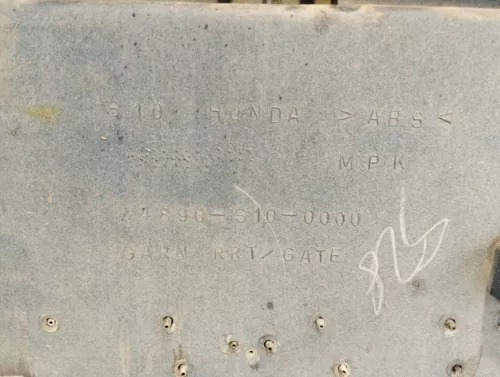 S10 HONDA >ABS<
MPK
74890-S10-0000
GARN RRT/GATE